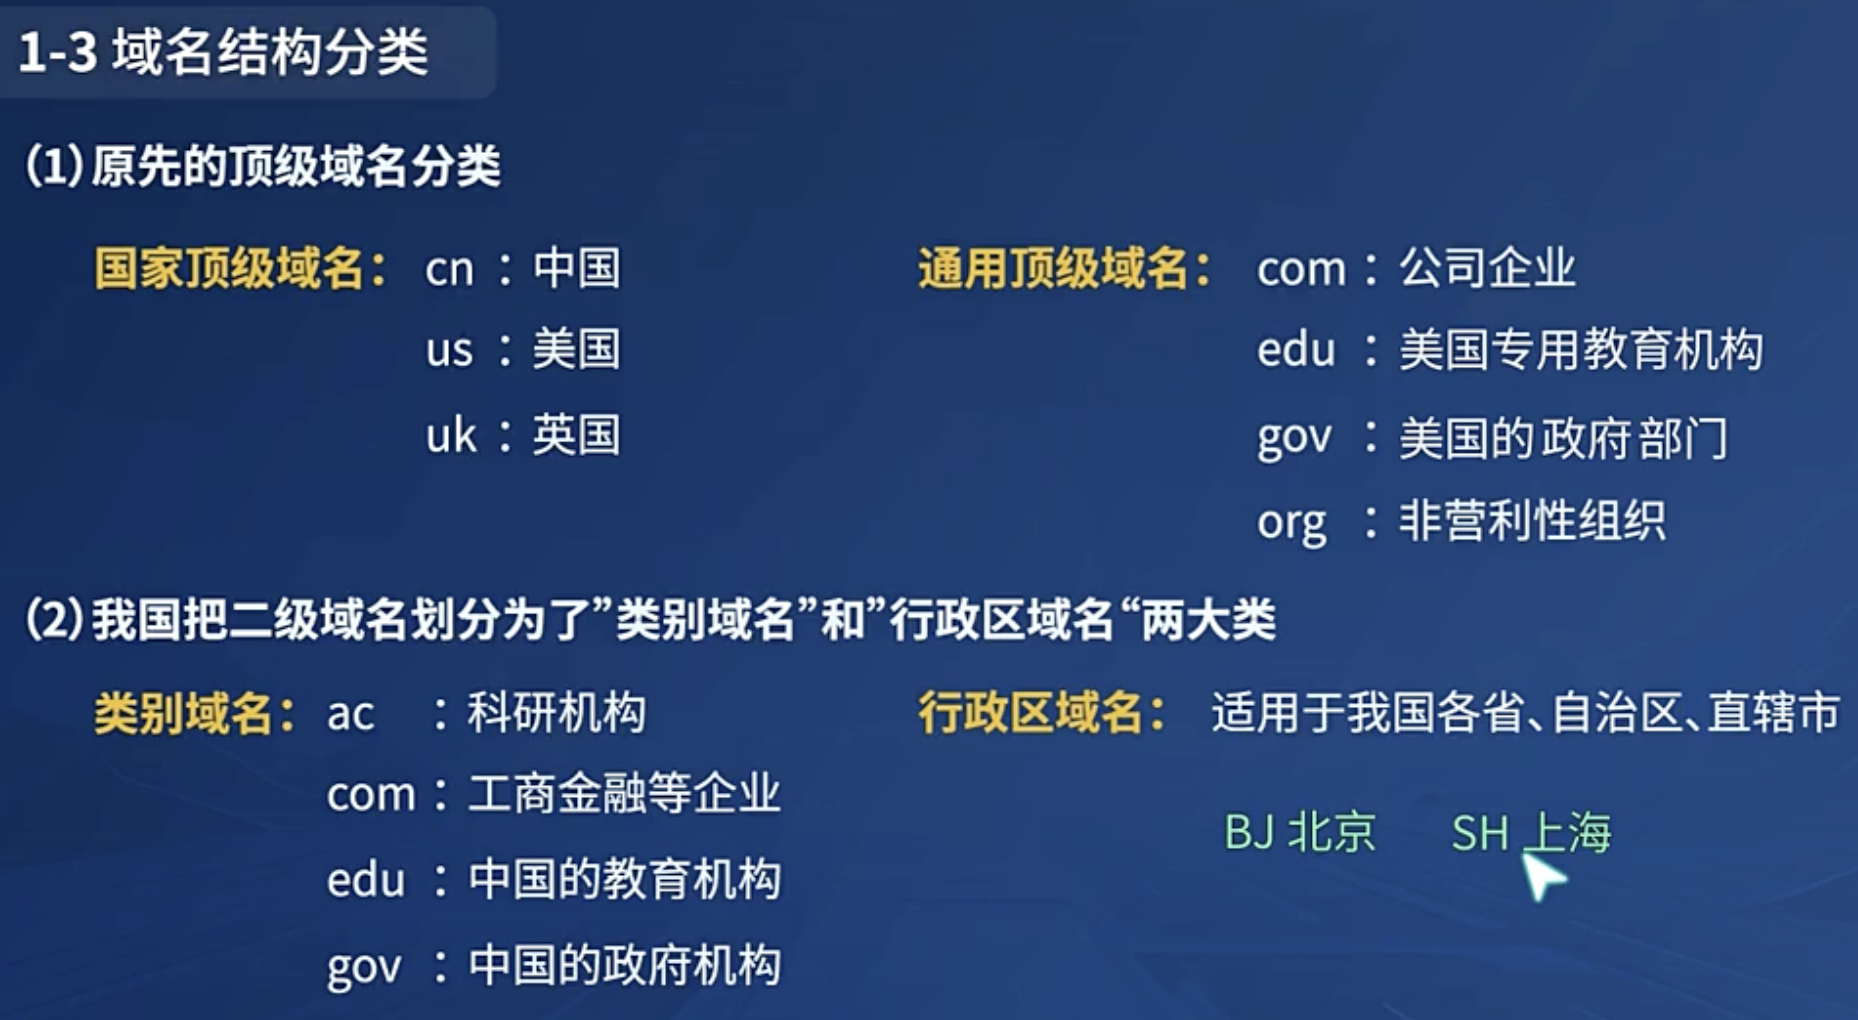 1-3 域名结构分类
（1）原先的顶级域名分类
国家顶级域名： cn ：中国
us ：美国
uk ：英国
通用顶级域名： com ：公司企业
edu ：美国专用教育机构
gov ：美国的政府部门
org ：非营利性组织
（2）我国把二级域名划分为了”类别域名”和”行政区域名“两大类
类别域名： ac ：科研机构
com ：工商金融等企业
edu ：中国的教育机构
gov ：中国的政府机构
行政区域名： 适用于我国各省、自治区、直辖市
BJ 北京 SH 上海